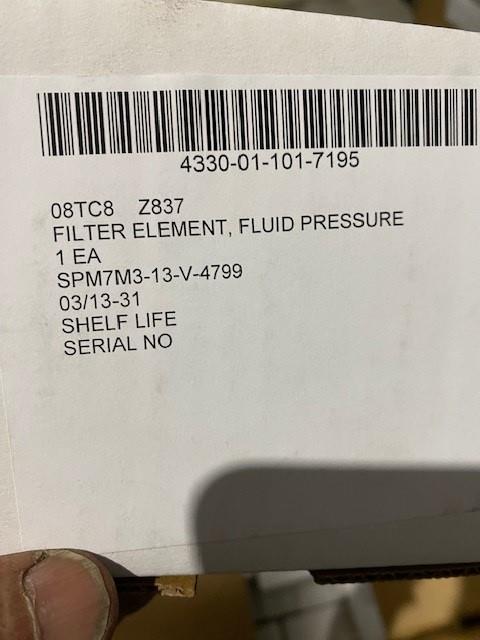 4330-01-101-7195
08TC8 Z837
FILTER ELEMENT, FLUID PRESSURE
1 EA
SPM7M3-13-V-4799
03/13-31
SHELF LIFE
SERIAL NO